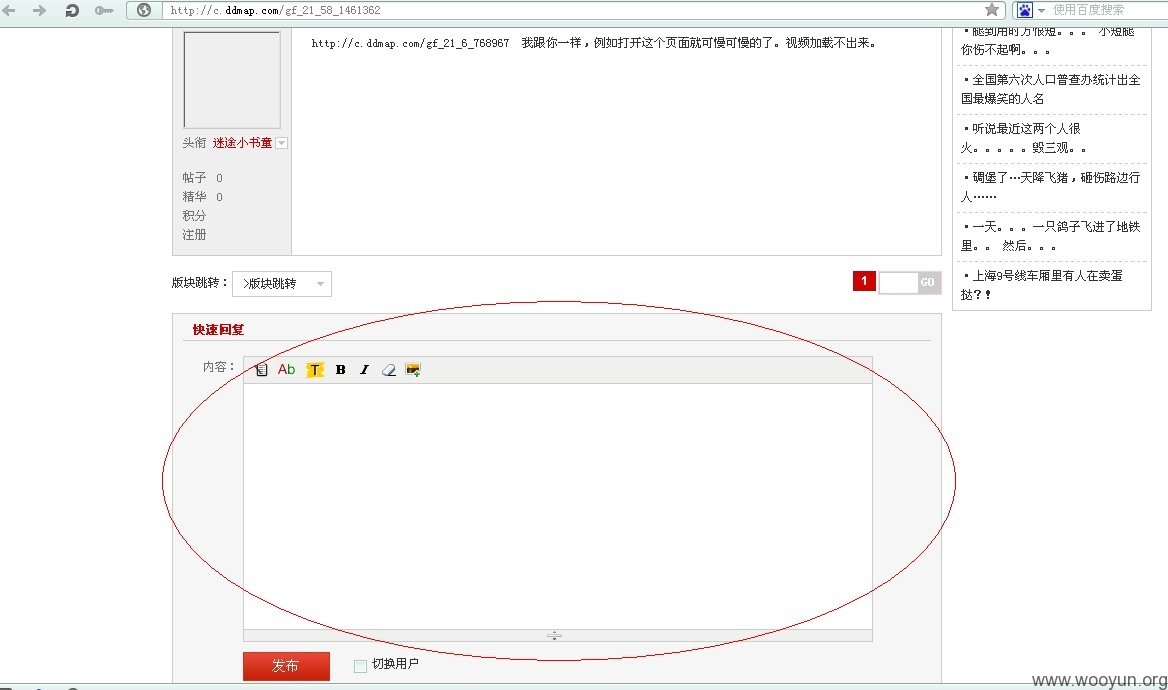 http://c.ddmap.com/gf_21_58_1461362
使用百度搜索
http://c.ddmap.com/gf_21_6_768967 我跟你一样，例如打开这个页面就可慢可慢的了。视频加载不出来。
头衔 迷途小书童
帖子 0
精华 0
积分
注册
腿到用时方恨短。。。 小短腿
你伤不起啊。。。
·全国第六次人口普查办统计出全
国最爆笑的人名
·听说最近这两个人很
火。。。。。毁三观。。
·碉堡了…天降飞猪，砸伤路边行
人……
·一天。。。一只鸽子飞进了地铁
里。。 然后。。。
·上海9号线车厢里有人在卖蛋
挞？！
版块跳转： >版块跳转
1 GO
快速回复
内容： Ab T B I
发布 切换用户
www.wooyun.org